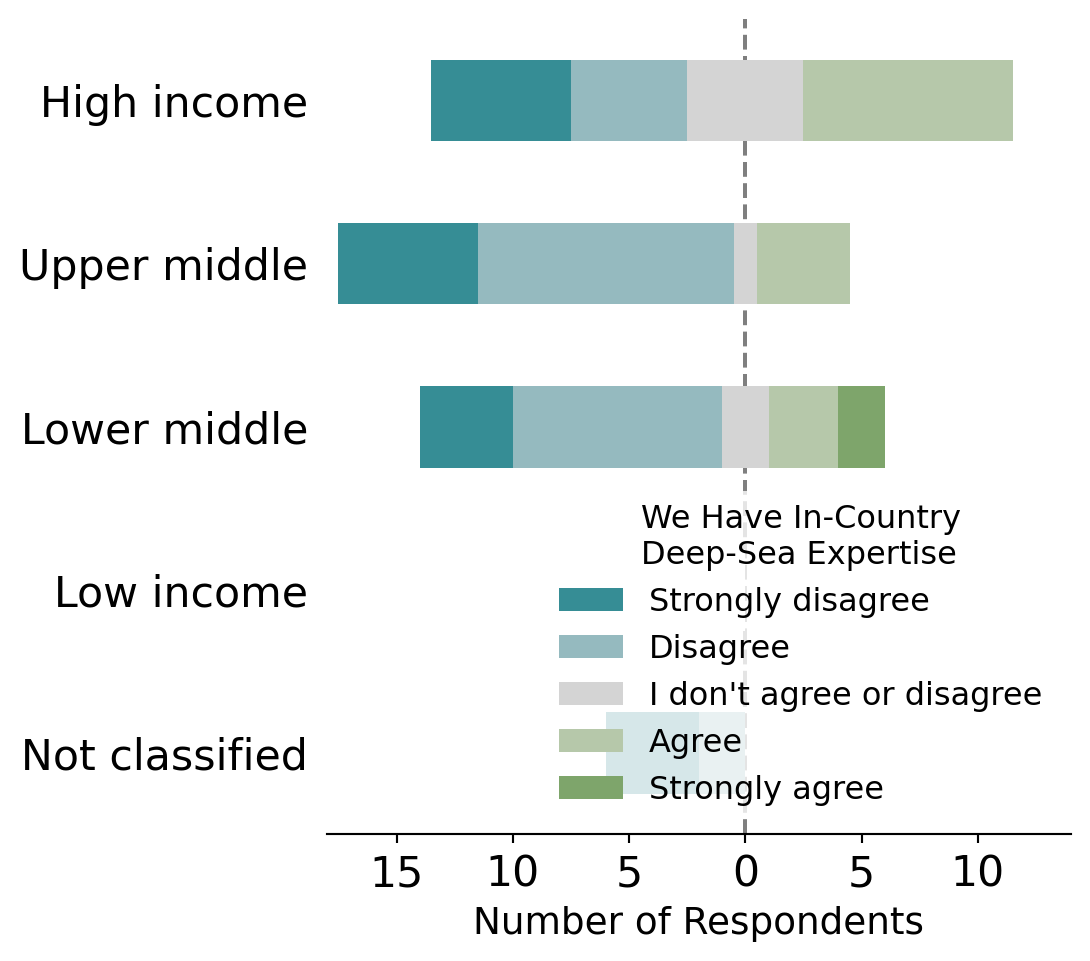 High income
Upper middle
Lower middle
Low income
Not classified
We Have In-Country
Deep-Sea Expertise
Strongly disagree
Disagree
I don't agree or disagree
Agree
Strongly agree
15 10 5 0 5 10
Number of Respondents